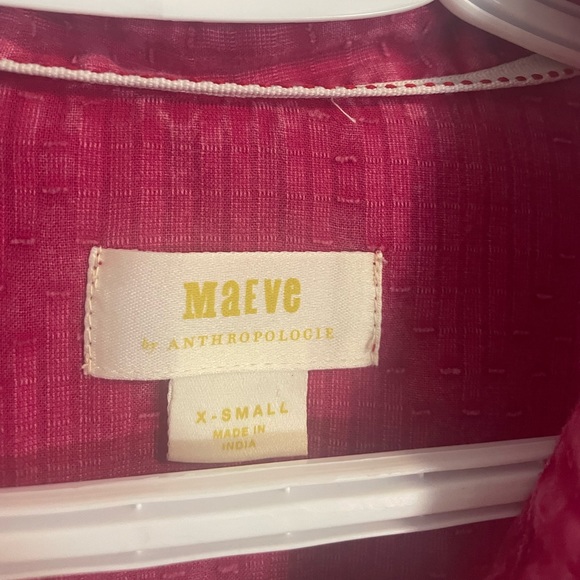 MaEve
by ANTHROPOLOGIE
X-SMALL
MADE IN
INDIA